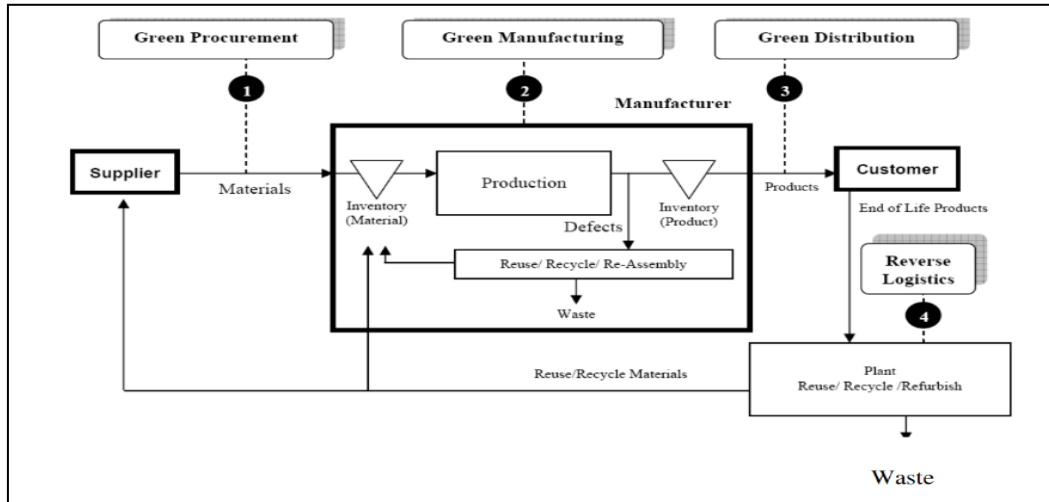 Green Procurement
Green Manufacturing
Green Distribution
1
2
3
Manufacturer
Supplier
Materials
Inventory
(Material)
Production
Defects
Inventory
(Product)
Products
Customer
End of Life Products
Reuse/ Recycle/ Re-Assembly
Waste
Reverse
Logistics
4
Reuse/Recycle Materials
Plant
Reuse/ Recycle /Refurbish
Waste